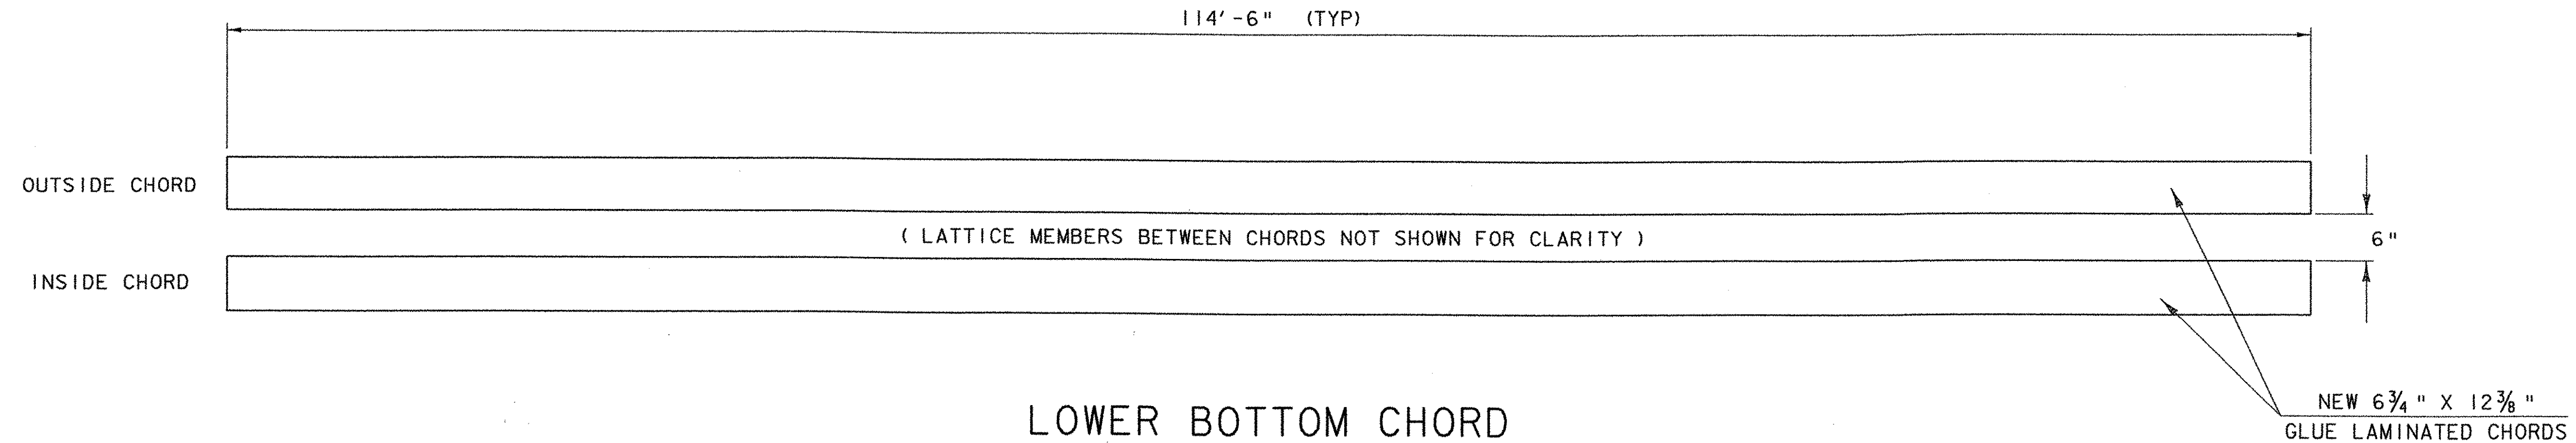 114'-6" (TYP)
OUTSIDE CHORD
( LATTICE MEMBERS BETWEEN CHORDS NOT SHOWN FOR CLARITY )
6"
INSIDE CHORD
NEW 6¾" X 12⅜"
GLUE LAMINATED CHORDS
LOWER BOTTOM CHORD